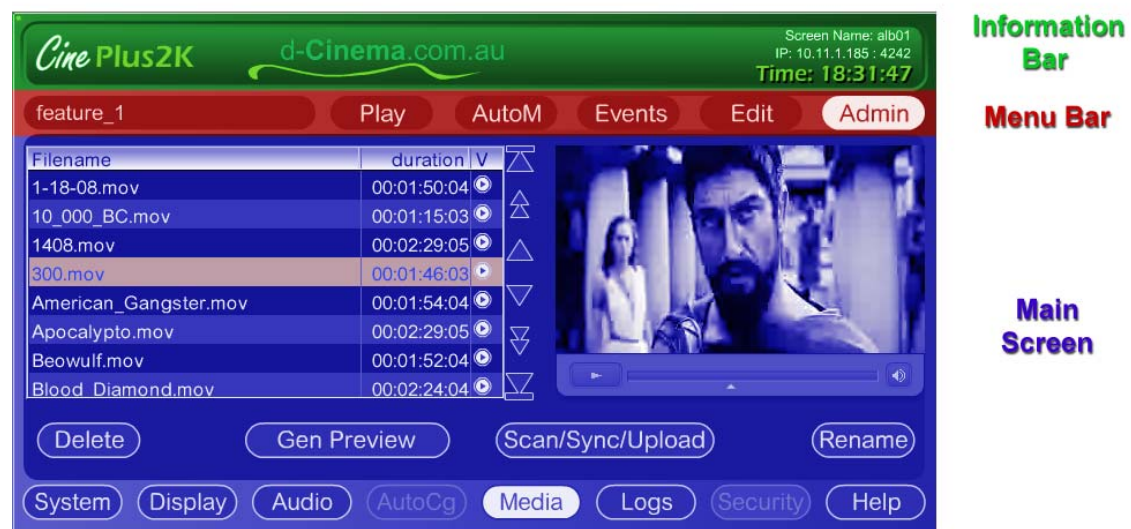 Cine Plus2K
d-Cinema.com.au
Screen Name: alb01
IP: 10.11.1.185 : 4242
Time: 18:31:47
Information
Bar
feature_1 Play AutoM Events Edit Admin
Menu Bar
Filename duration V
1-18-08.mov 00:01:50:04
10_000_BC.mov 00:01:15:03
1408.mov 00:02:29:05
300.mov 00:01:46:03
American_Gangster.mov 00:01:54:04
Apocalypto.mov 00:02:29:05
Beowulf.mov 00:01:52:04
Blood_Diamond.mov 00:02:24:04
Main
Screen
Delete Gen Preview Scan/Sync/Upload Rename
System Display Audio AutoCg Media Logs Security Help